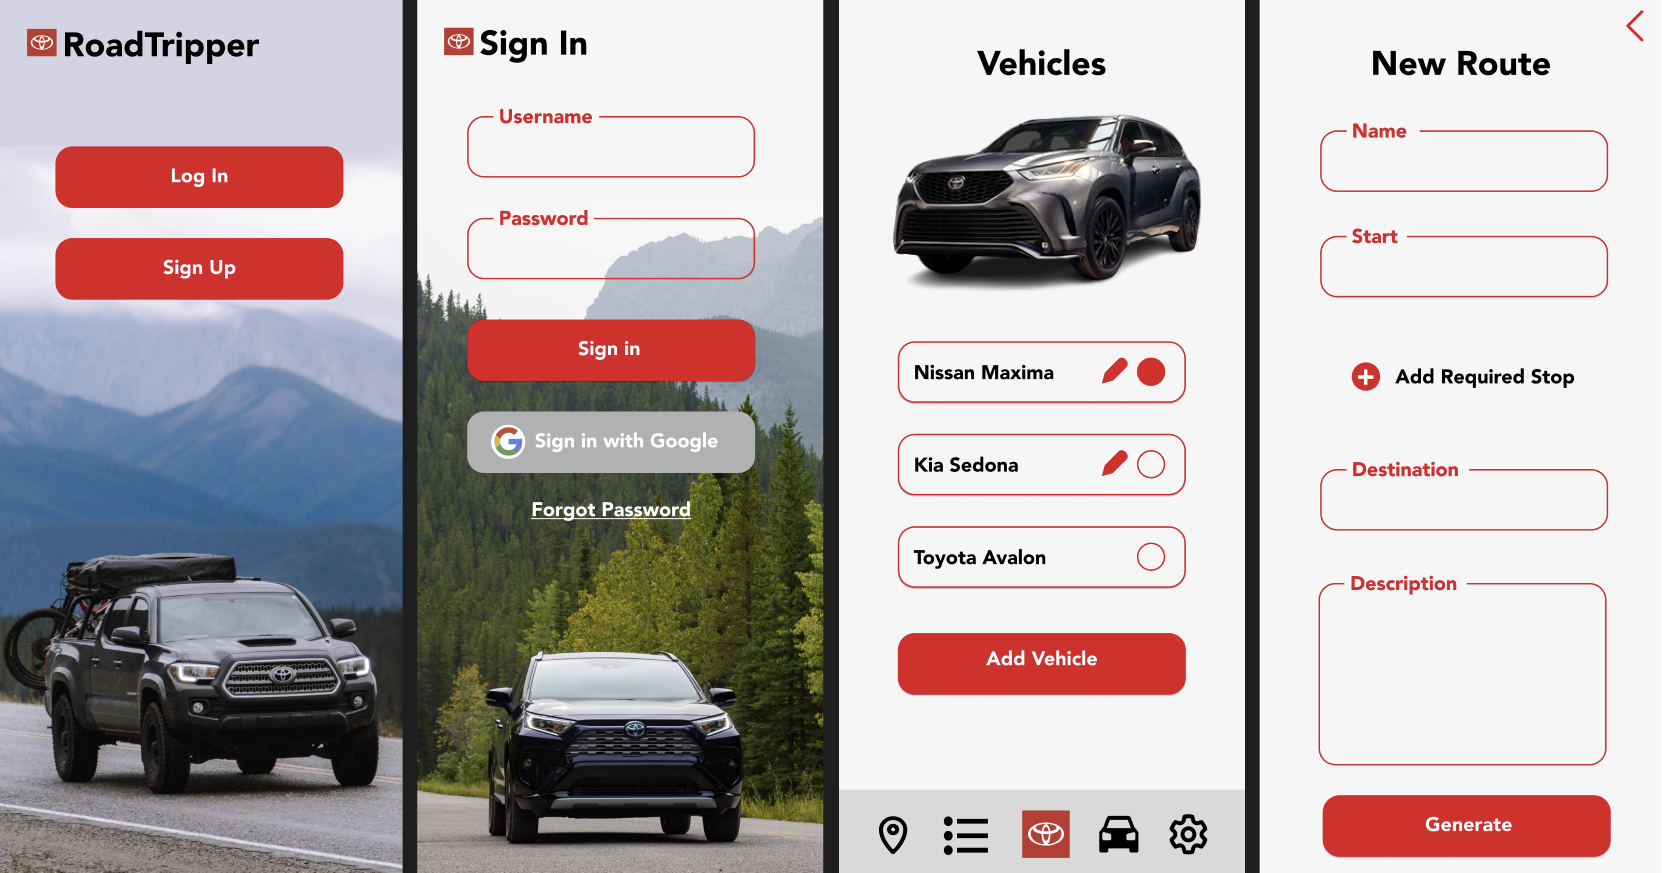 RoadTripper
Log In
Sign Up
Sign In
Username
Password
Sign in
Sign in with Google
Forgot Password
Vehicles
Nissan Maxima
Kia Sedona
Toyota Avalon
Add Vehicle
New Route
Name
Start
Add Required Stop
Destination
Description
Generate